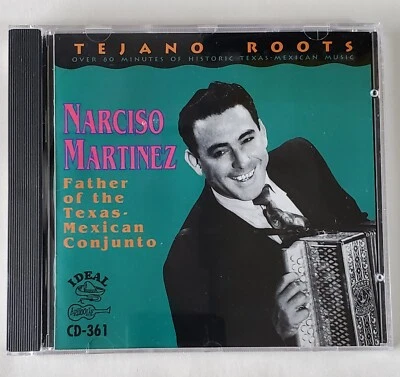 TEJANO ROOTS
OVER 60 MINUTES OF HISTORIC TEXAS-MEXICAN MUSIC
NARCISO
MARTINEZ
Father
of the
Texas-
Mexican
Conjunto
IDEAL
Arhoolie
CD-361